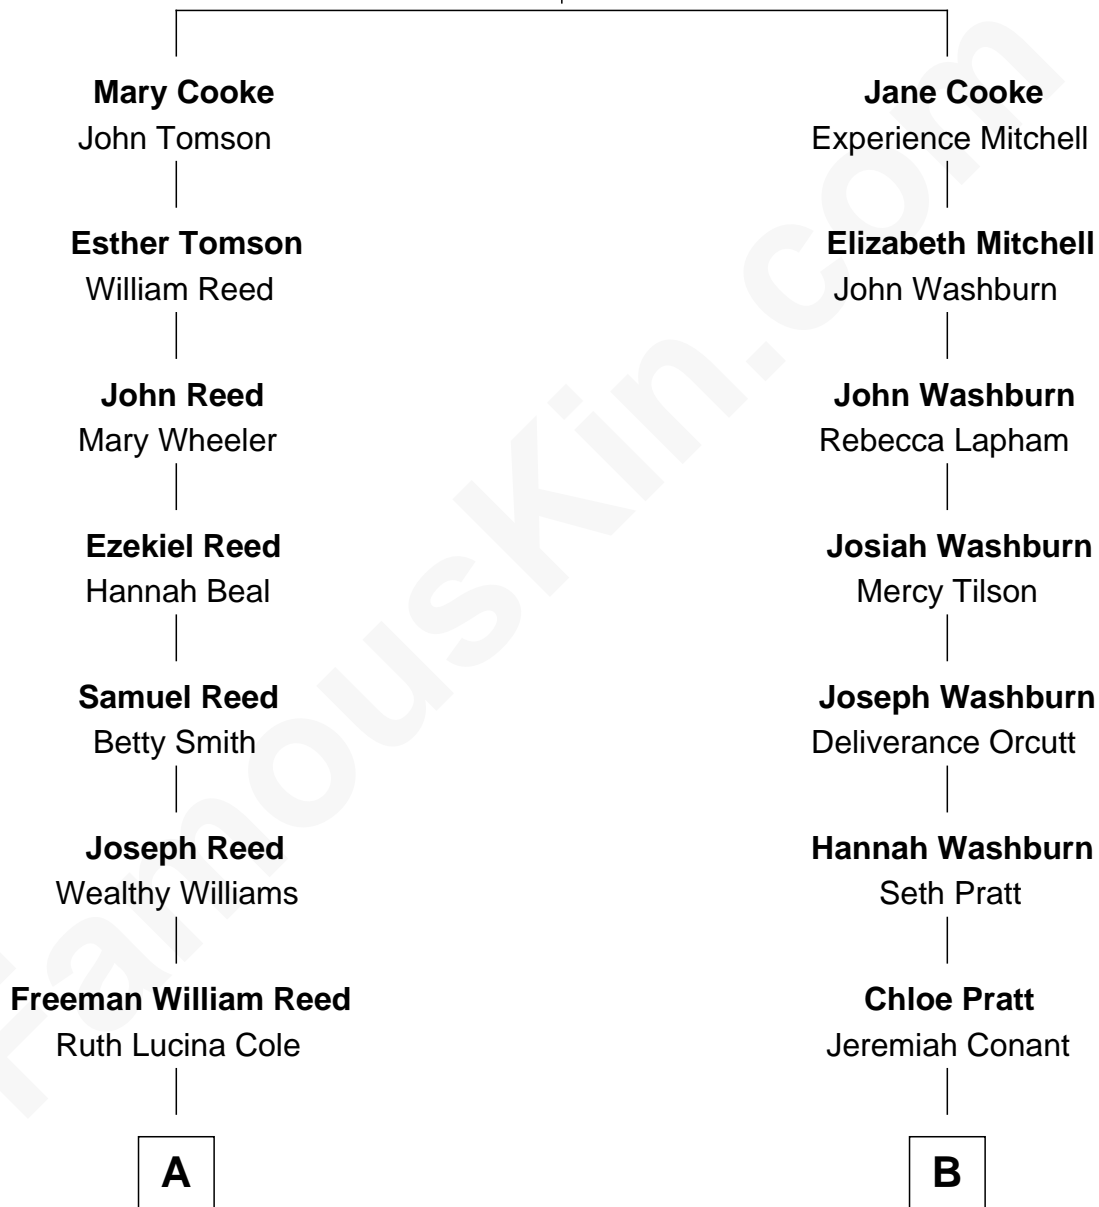 Mary Cooke
John Tomson
Esther Tomson
William Reed
John Reed
Mary Wheeler
Ezekiel Reed
Hannah Beal
Samuel Reed
Betty Smith
Joseph Reed
Wealthy Williams
Freeman William Reed
Ruth Lucina Cole
A
Jane Cooke
Experience Mitchell
Elizabeth Mitchell
John Washburn
John Washburn
Rebecca Lapham
Josiah Washburn
Mercy Tilson
Joseph Washburn
Deliverance Orcutt
Hannah Washburn
Seth Pratt
Chloe Pratt
Jeremiah Conant
B
FamousKin.com